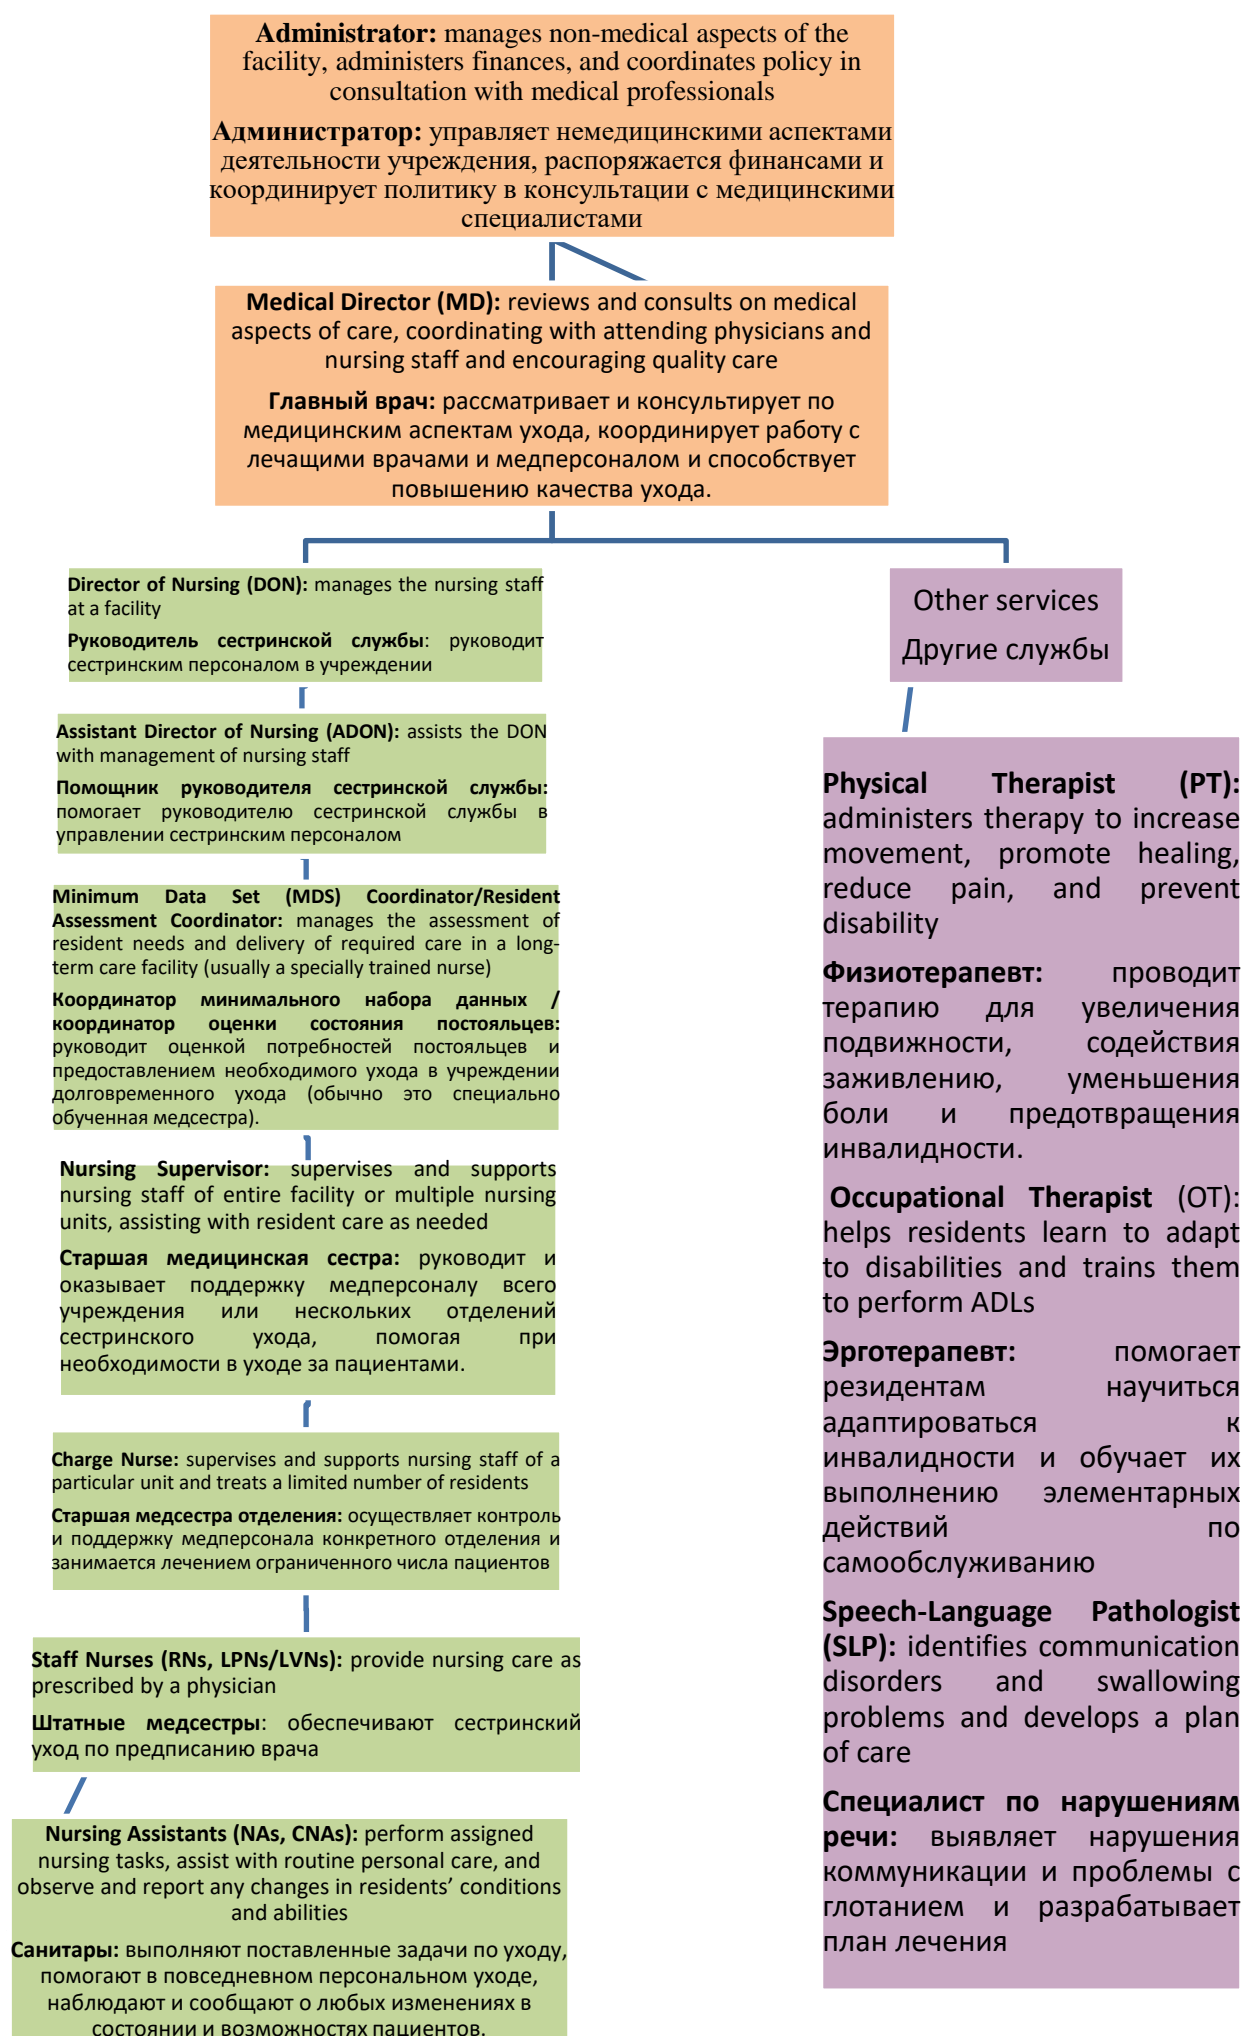 Administrator: manages non-medical aspects of the
facility, administers finances, and coordinates policy in
consultation with medical professionals
Администратор: управляет немедицинскими аспектами
деятельности учреждения, распоряжается финансами и
координирует политику в консультации с медицинскими
специалистами
Medical Director (MD): reviews and consults on medical
aspects of care, coordinating with attending physicians and
nursing staff and encouraging quality care
Главный врач: рассматривает и консультирует по
медицинским аспектам ухода, координирует работу с
лечащими врачами и медперсоналом и способствует
повышению качества ухода.
Director of Nursing (DON): manages the nursing staff
at a facility
Руководитель сестринской службы: руководит
сестринским персоналом в учреждении
Assistant Director of Nursing (ADON): assists the DON
with management of nursing staff
Помощник руководителя сестринской службы:
помогает руководителю сестринской службы в
управлении сестринским персоналом
Minimum Data Set (MDS) Coordinator/Resident
Assessment Coordinator: manages the assessment of
resident needs and delivery of required care in a long-
term care facility (usually a specially trained nurse)
Координатор минимального набора данных /
координатор оценки состояния постояльцев:
руководит оценкой потребностей постояльцев и
предоставлением необходимого ухода в учреждении
долговременного ухода (обычно это специально
обученная медсестра).
Nursing Supervisor: supervises and supports
nursing staff of entire facility or multiple nursing
units, assisting with resident care as needed
Старшая медицинская сестра: руководит и
оказывает поддержку медперсоналу всего
учреждения или нескольких отделений
сестринского ухода, помогая при
необходимости в уходе за пациентами.
Charge Nurse: supervises and supports nursing staff of a
particular unit and treats a limited number of residents
Старшая медсестра отделения: осуществляет контроль
и поддержку медперсонала конкретного отделения и
занимается лечением ограниченного числа пациентов
Staff Nurses (RNs, LPNs/LVNs): provide nursing care as
prescribed by a physician
Штатные медсестры: обеспечивают сестринский
уход по предписанию врача
Nursing Assistants (NAs, CNAs): perform assigned
nursing tasks, assist with routine personal care, and
observe and report any changes in residents’ conditions
and abilities
Санитары: выполняют поставленные задачи по уходу,
помогают в повседневном персональном уходе,
наблюдают и сообщают о любых изменениях в
состоянии и возможностях пациентов.
Other services
Другие службы
Physical Therapist (PT):
administers therapy to increase
movement, promote healing,
reduce pain, and prevent
disability
Физиотерапевт: проводит
терапию для увеличения
подвижности, содействия
заживлению, уменьшения
боли и предотвращения
инвалидности.
Occupational Therapist (OT):
helps residents learn to adapt
to disabilities and trains them
to perform ADLs
Эрготерапевт: помогает
резидентам научиться
адаптироваться к
инвалидности и обучает их
выполнению элементарных
действий по
самообслуживанию
Speech-Language Pathologist
(SLP): identifies communication
disorders and swallowing
problems and develops a plan
of care
Специалист по нарушениям
речи: выявляет нарушения
коммуникации и проблемы с
глотанием и разрабатывает
план лечения